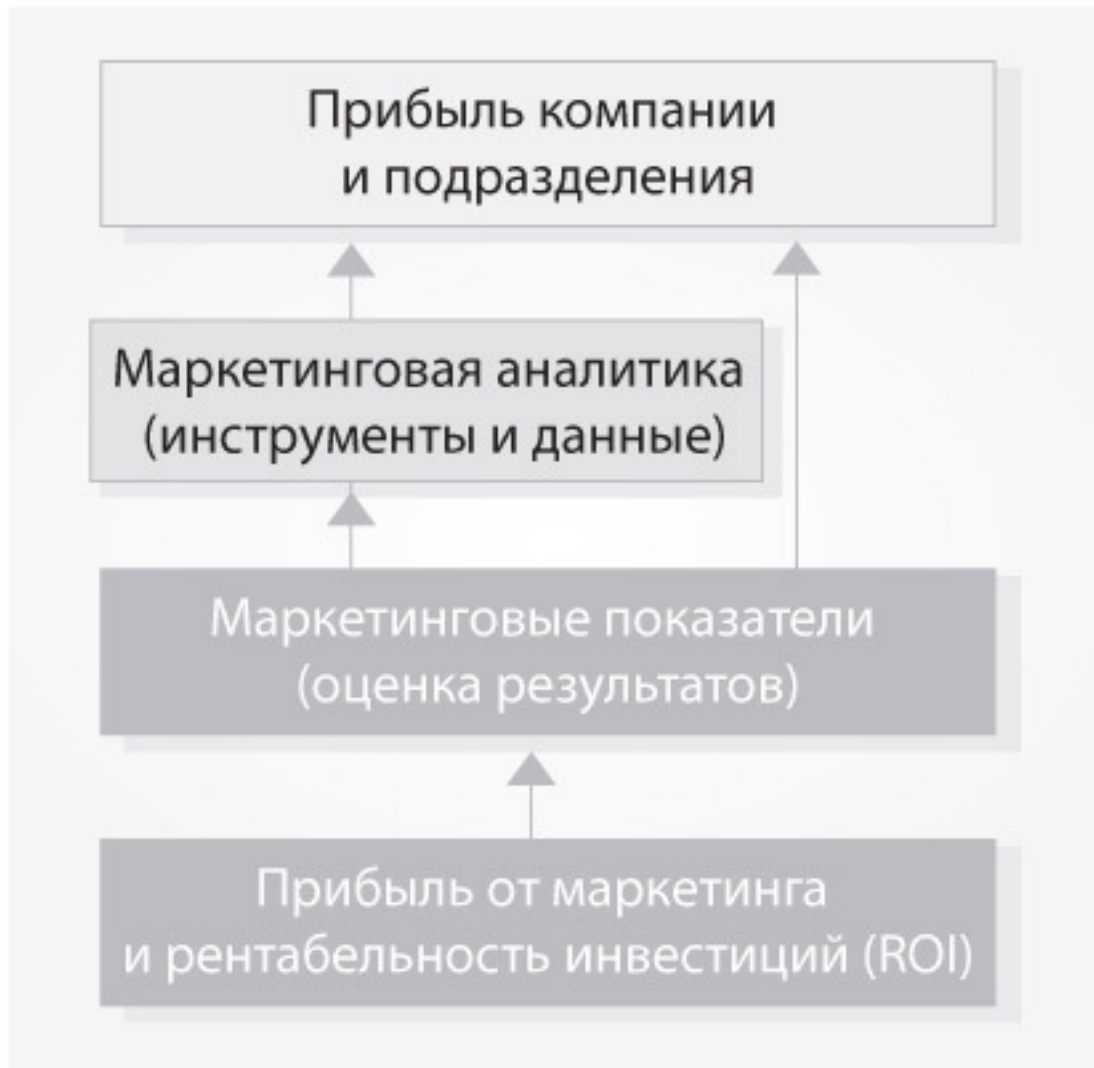 Прибыль компании
и подразделения
Маркетинговая аналитика
(инструменты и данные)
Маркетинговые показатели
(оценка результатов)
Прибыль от маркетинга
и рентабельность инвестиций (ROI)